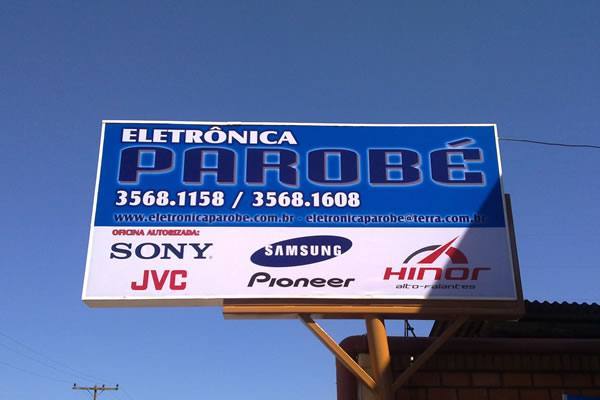 ELETRÔNICA
PAROBÉ
3568.1158 / 3568.1608
www.eletronicaparobe.com.br - eletronicaparobe@terra.com.br
OFICINA AUTORIZADA:
SONY
SAMSUNG
HINOR
alto-falantes
JVC
Pioneer